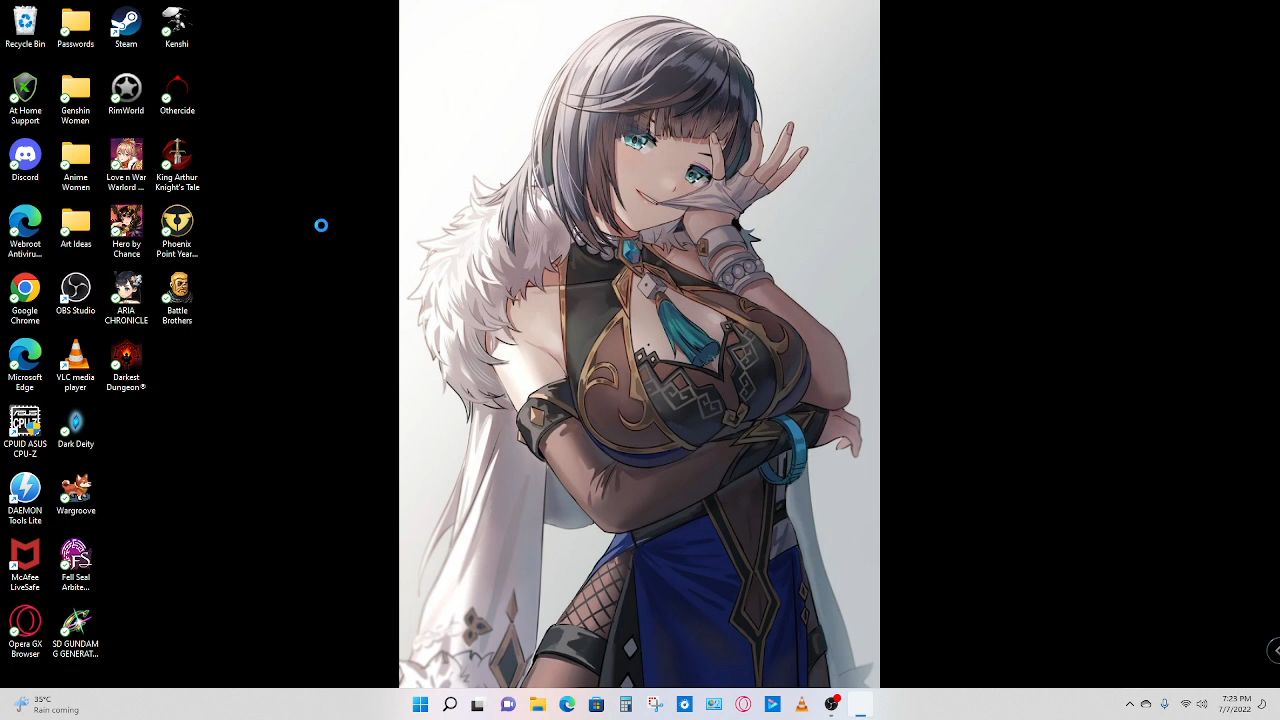 Recycle Bin
Passwords
Steam
Kenshi
At Home
Support
Genshin
Women
RimWorld
Othercide
Discord
Anime
Women
Love n War
Warlord ...
King Arthur
Knight's Tale
Webroot
Antiviru...
Art Ideas
Hero by
Chance
Phoenix
Point Year...
Google
Chrome
OBS Studio
ARIA
CHRONICLE
Battle
Brothers
Microsoft
Edge
VLC media
player
Darkest
Dungeon®
CPU
CPUID ASUS
CPU-Z
Dark Deity
DAEMON
Tools Lite
Wargroove
McAfee
LiveSafe
Fell Seal
Arbite...
Opera GX
Browser
SD GUNDAM
G GENERAT...
35°C
Rain coming
7:27 PM
7/7/2022